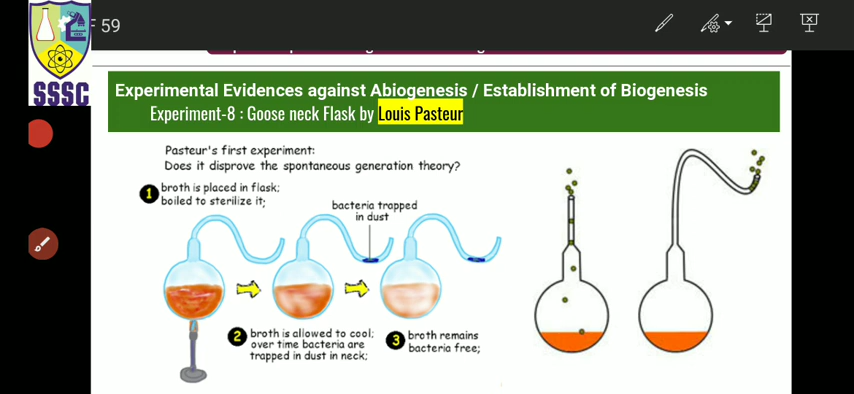 OF 59
SSSC
Experimental Evidences against Abiogenesis / Establishment of Biogenesis
Experiment-8 : Goose neck Flask by Louis Pasteur
Pasteur's first experiment:
Does it disprove the spontaneous generation theory?
1 broth is placed in flask;
boiled to sterilize it;
bacteria trapped
in dust
2 broth is allowed to cool;
over time bacteria are
trapped in dust in neck;
3 broth remains
bacteria free;